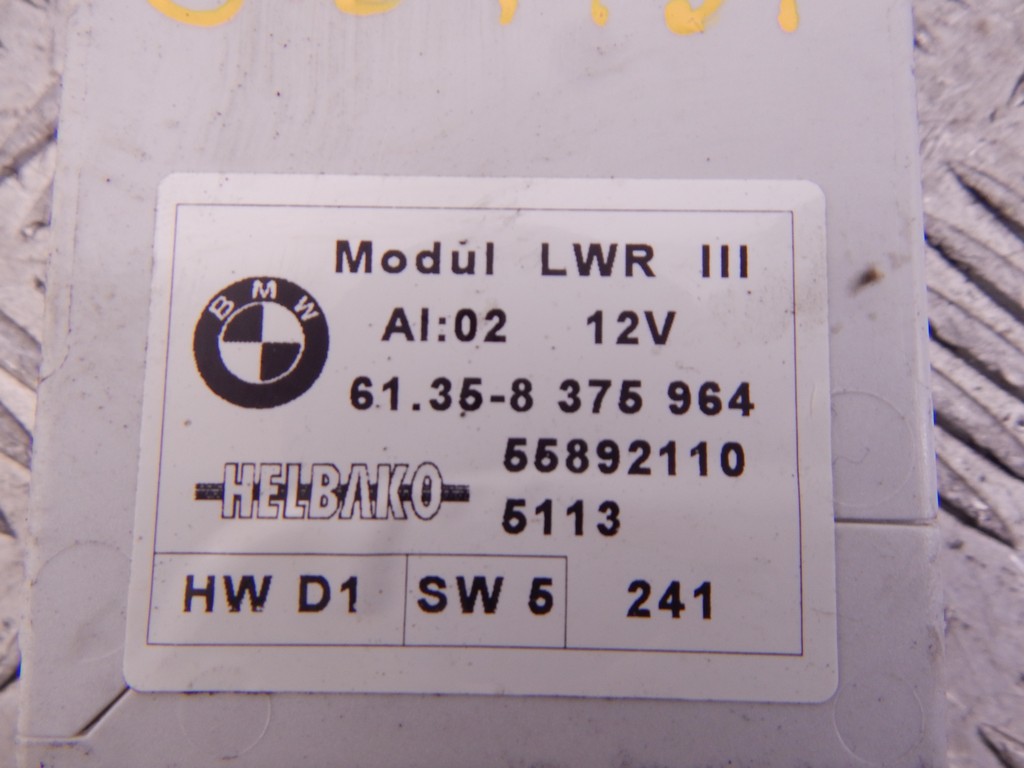 Modul LWR III
BMW
AI:02 12V
61.35-8 375 964
55892110
HELBAKO
5113
HW D1 SW 5 241